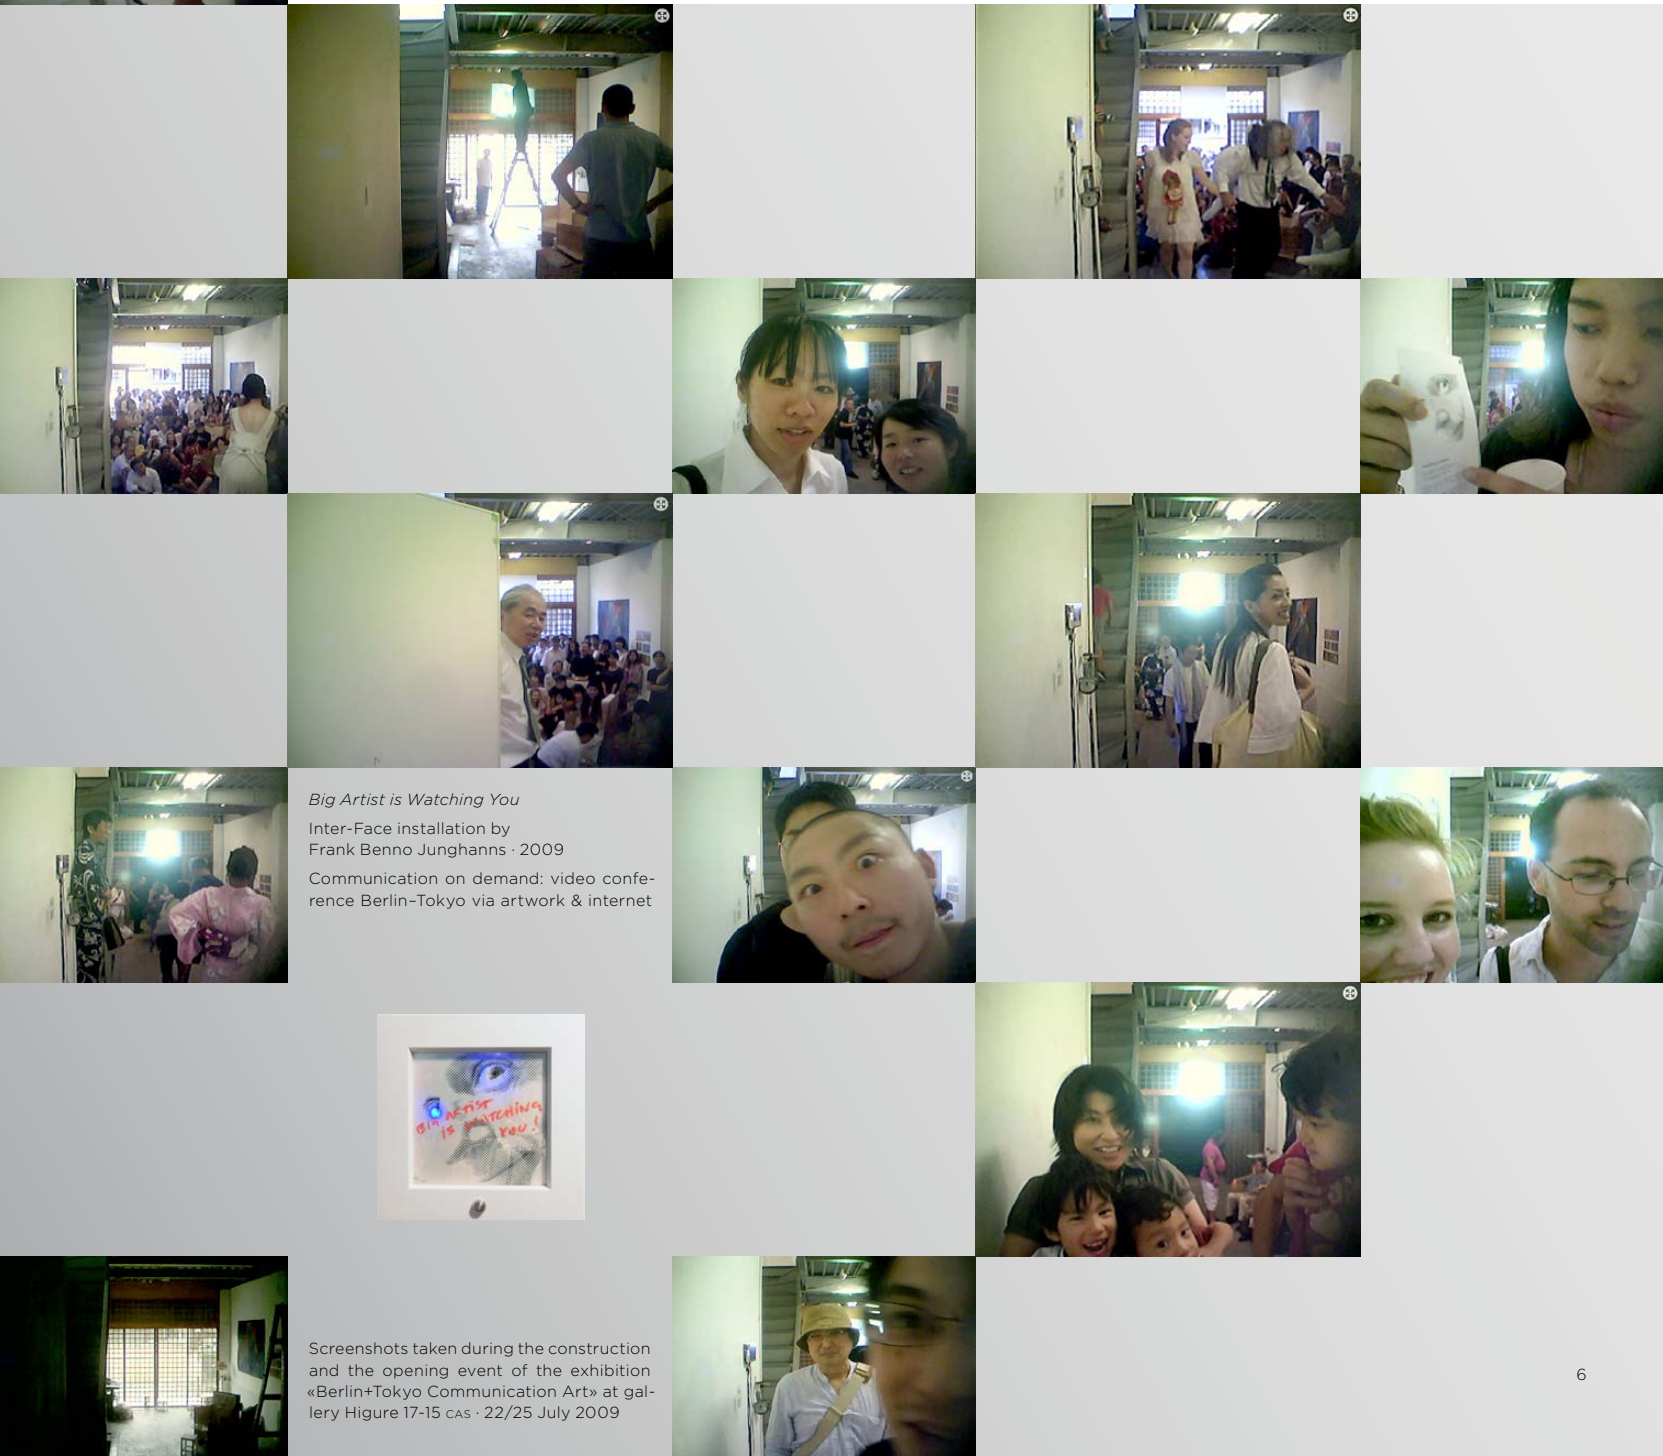 Big Artist is Watching You
Inter-Face installation by
Frank Benno Junghanns · 2009
Communication on demand: video confe-
rence Berlin–Tokyo via artwork & internet
BIG ARTIST
IS WATCHING
YOU!
Screenshots taken during the construction
and the opening event of the exhibition
«Berlin+Tokyo Communication Art» at gal-
lery Higure 17-15 CAS · 22/25 July 2009
6